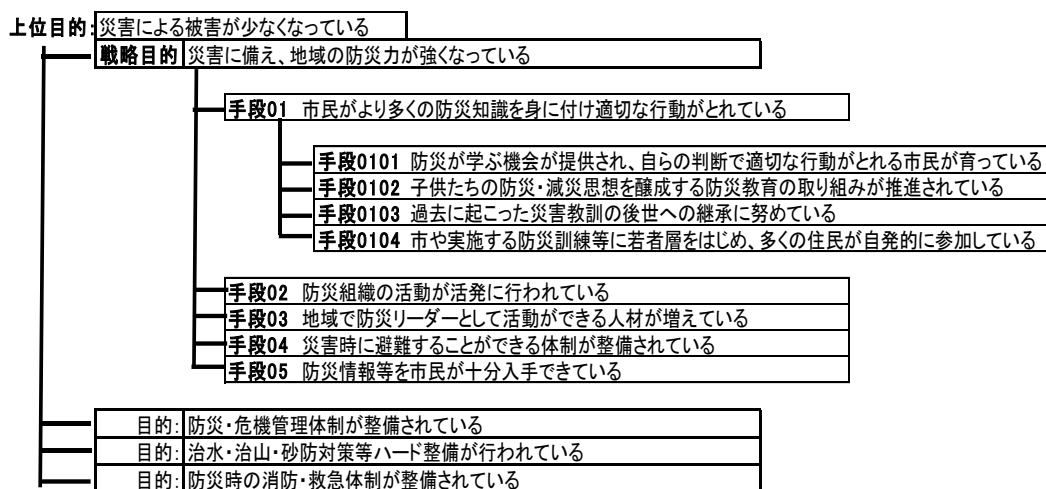 上位目的: 災害による被害が少なくなっている
戦略目的 災害に備え、地域の防災力が強くなっている
手段01 市民がより多くの防災知識を身に付け適切な行動がとれている
手段0101 防災が学ぶ機会が提供され、自らの判断で適切な行動がとれる市民が育っている
手段0102 子供たちの防災・減災思想を醸成する防災教育の取り組みが推進されている
手段0103 過去に起こった災害教訓の後世への継承に努めている
手段0104 市や実施する防災訓練等に若者層をはじめ、多くの住民が自発的に参加している
手段02 防災組織の活動が活発に行われている
手段03 地域で防災リーダーとして活動ができる人材が増えている
手段04 災害時に避難することができる体制が整備されている
手段05 防災情報等を市民が十分入手できている
目的: 防災・危機管理体制が整備されている
目的: 治水・治山・砂防対策等ハード整備が行われている
目的: 防災時の消防・救急体制が整備されている